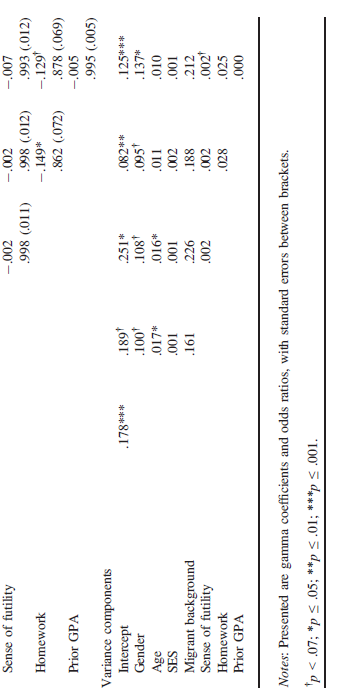 Sense of futility −.002 −.002 −.007
.998 (.011) .998 (.012) .993 (.012)
Homework −.149* −.129†
.862 (.072) .878 (.069)
Prior GPA −.005
.995 (.005)
Variance components
Intercept .178*** .189† .251* .082** .125***
Gender .100† .108† .095† .137*
Age .017* .016* .011 .010
SES .001 .001 .002 .001
Migrant background .161 .226 .188 .212
Sense of futility .002 .002 .002†
Homework .028 .025
Prior GPA .000
Notes: Presented are gamma coefficients and odds ratios, with standard errors between brackets.
†p < .07; *p ≤ .05; **p ≤ .01; ***p ≤ .001.